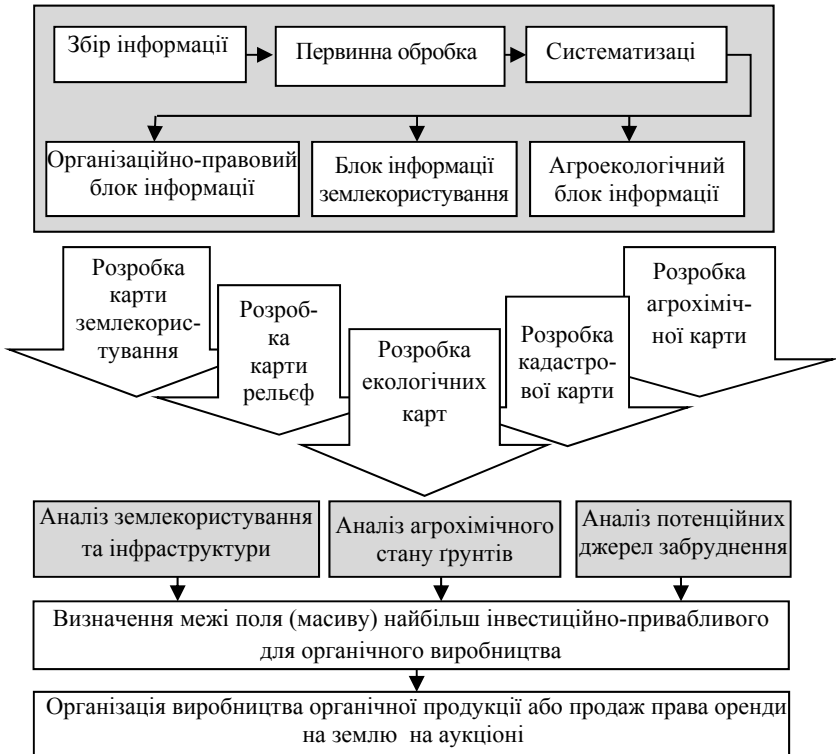 Збір інформації
Первинна обробка
Систематизаці
Організаційно-правовий
блок інформації
Блок інформації
землекористування
Агроекологічний
блок інформації
Розробка
карти
землекорис-
тування
Розроб-
ка
карти
рельєф
Розробка
екологічних
карт
Розробка
кадастро-
вої карти
Розробка
агрохіміч-
ної карти
Аналіз землекористування
та інфраструктури
Аналіз агрохімічного
стану ґрунтів
Аналіз потенційних
джерел забруднення
Визначення межі поля (масиву) найбільш інвестиційно-привабливого
для органічного виробництва
Організація виробництва органічної продукції або продаж права оренди
на землю на аукціоні